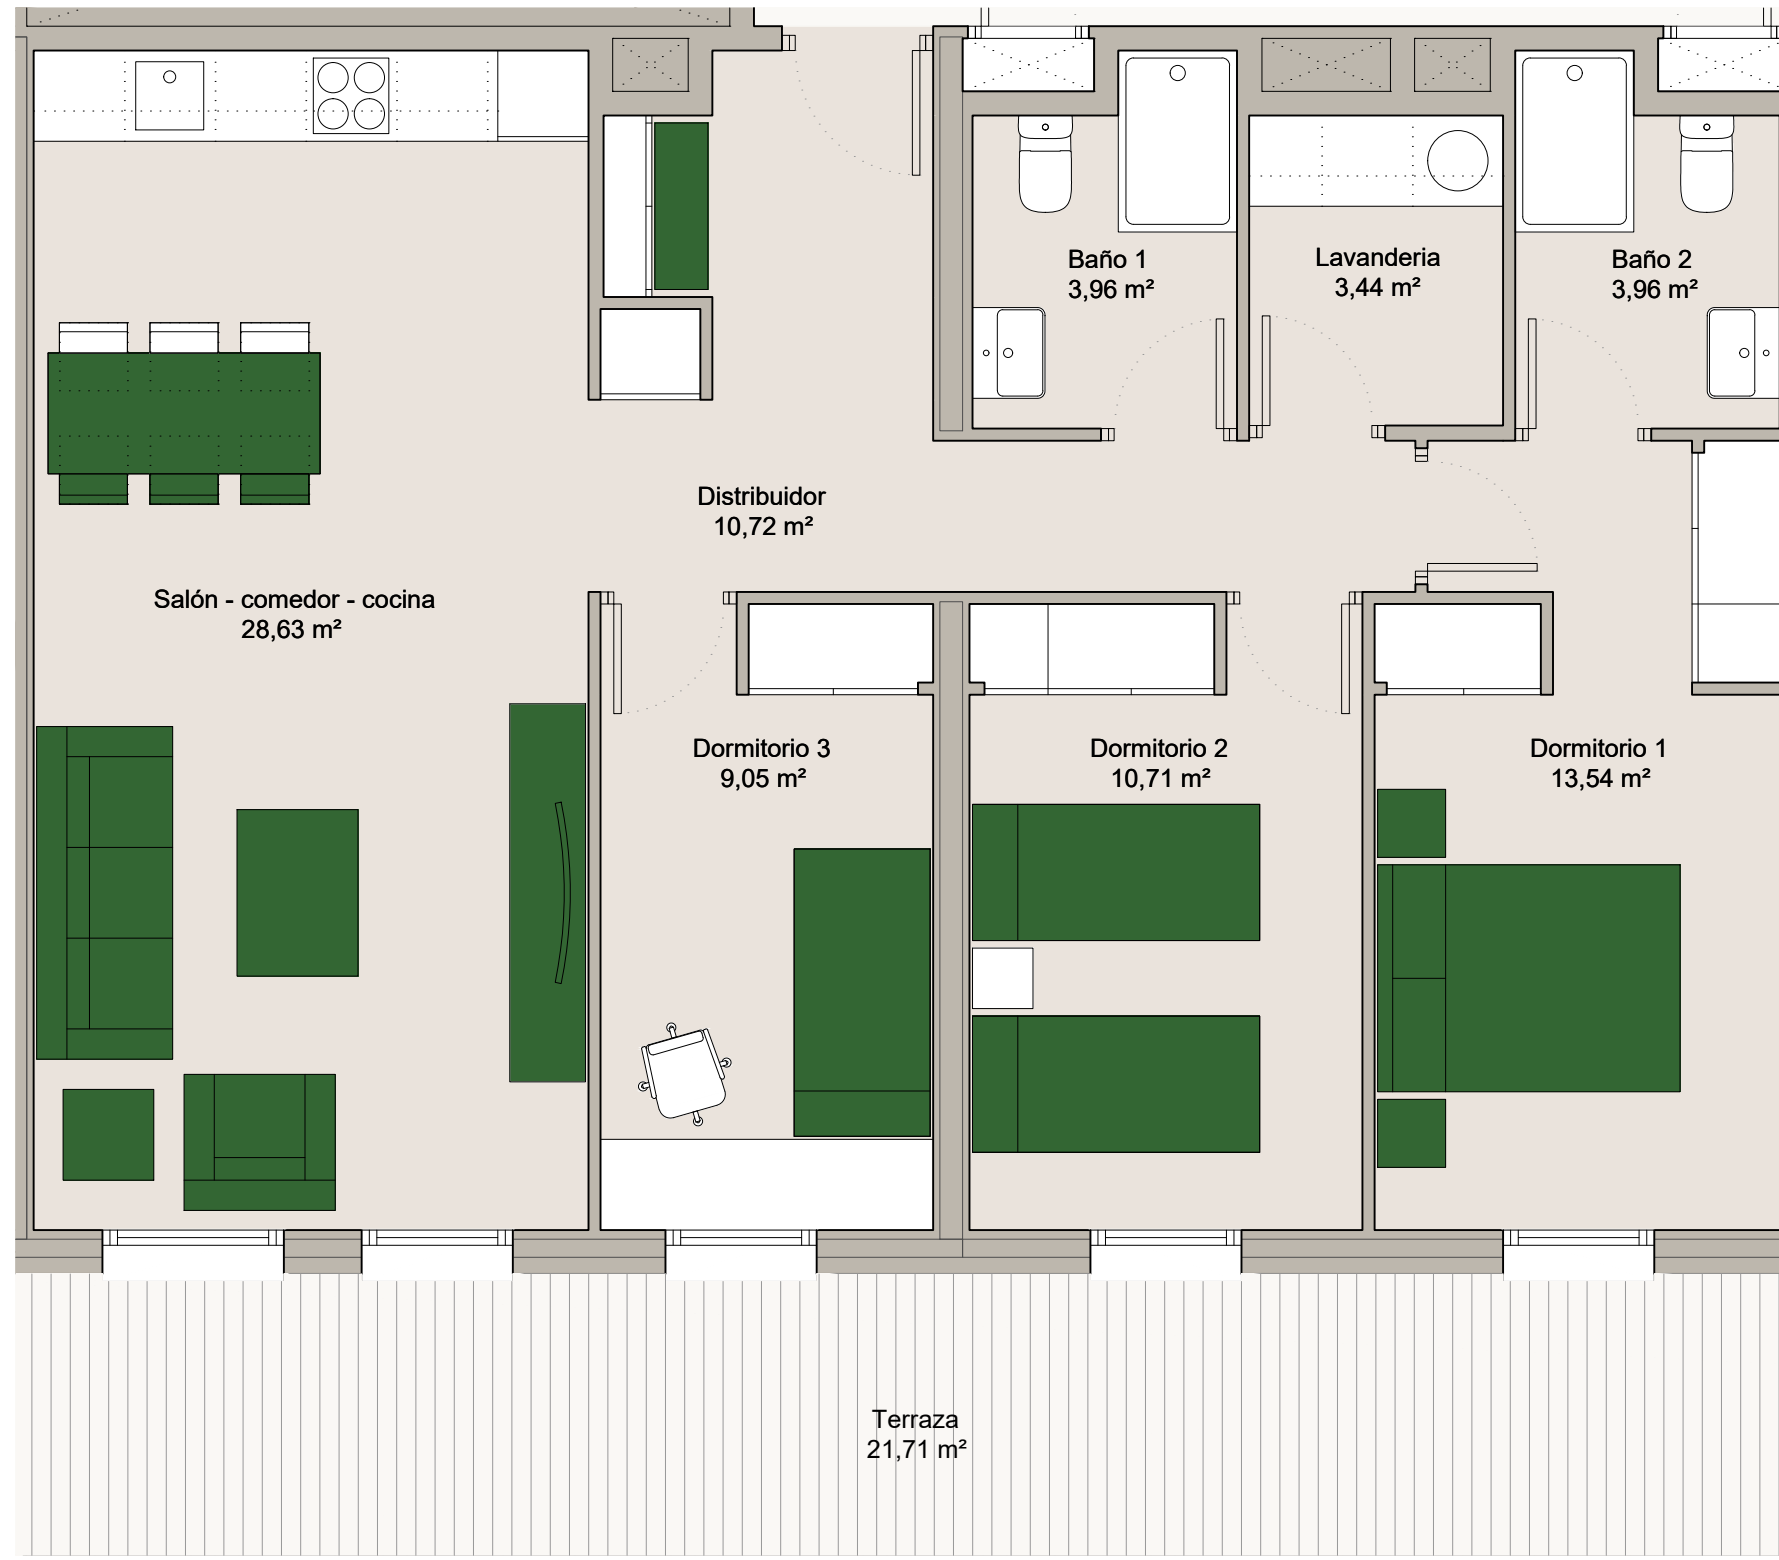 Baño 1
3,96 m²
Lavanderia
3,44 m²
Baño 2
3,96 m²
Distribuidor
10,72 m²
Salón - comedor - cocina
28,63 m²
Dormitorio 3
9,05 m²
Dormitorio 2
10,71 m²
Dormitorio 1
13,54 m²
Terraza
21,71 m²